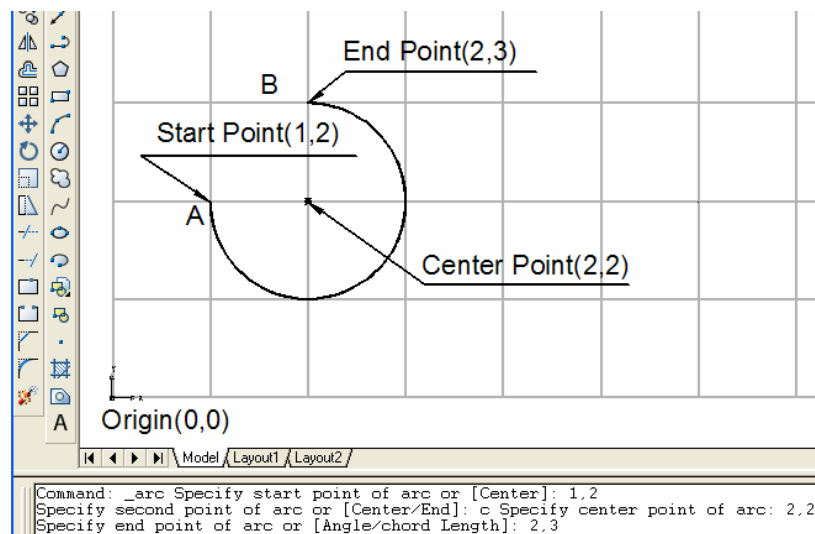 End Point(2,3)
B
Start Point(1,2)
A
Center Point(2,2)
Origin(0,0)
A
Model Layout1 Layout2
Command: _arc Specify start point of arc or [Center]: 1,2
Specify second point of arc or [Center/End]: c Specify center point of arc: 2,2
Specify end point of arc or [Angle/chord Length]: 2,3